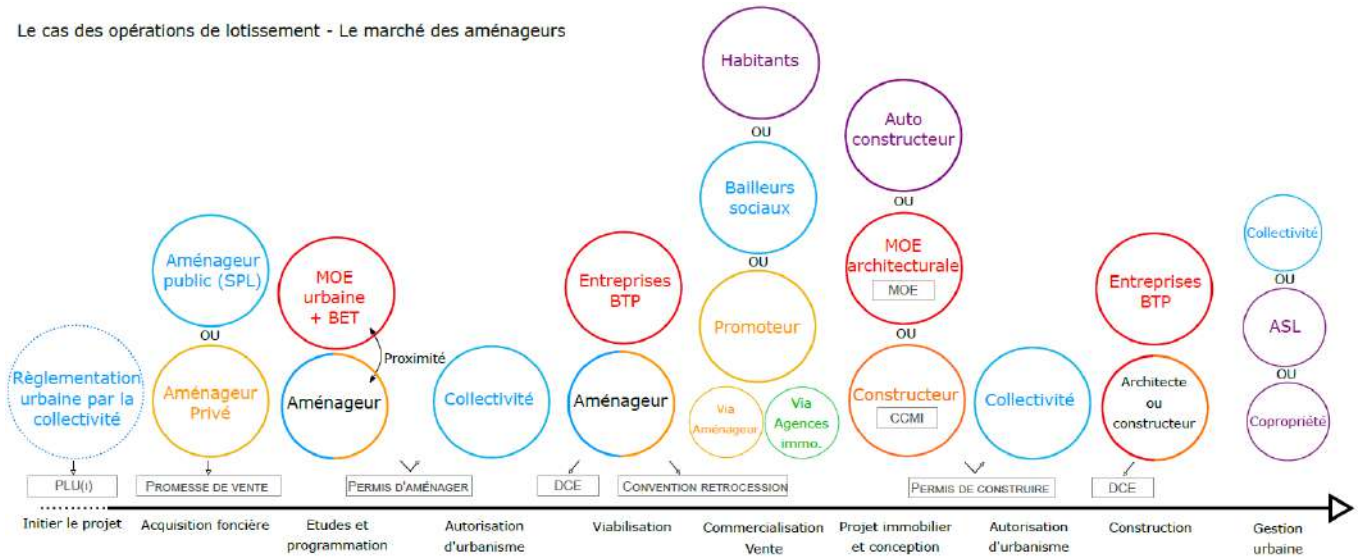 Le cas des opérations de lotissement - Le marché des aménageurs
Habitants
OU
Bailleurs
sociaux
OU
Promoteur
Via
Aménageur.
Via
Agences
immo.
Auto
constructeur
OU
MOE
architecturale
MOE
OU
Constructeur
CCMI
Aménageur
public (SPL)
OU
Aménageur
Privé
MOE
urbaine
+ BET
Proximité
Aménageur
Règlementation
urbaine par la
collectivité
Collectivité
Entreprises
BTP
Aménageur
Collectivité
Entreprises
BTP
Architecte
ou
constructeur
Collectivité
OU
ASL
OU
Copropriété
PLU(I)
PROMESSE DE VENTE
PERMIS D'AMÉNAGER
DCE
CONVENTION RETROCESSION
PERMIS DE CONSTRUIRE
DCE
Initier le projet
Acquisition foncière
Etudes et
programmation
Autorisation
d'urbanisme
Viabilisation
Commercialisation
Vente
Projet immobilier
et conception
Autorisation
d'urbanisme
Construction
Gestion
urbaine